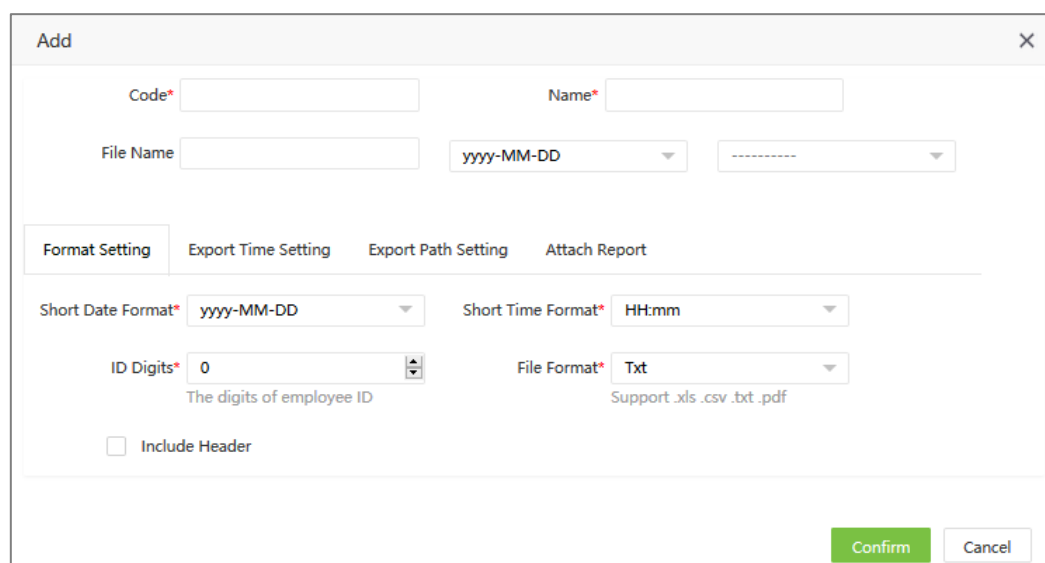 Add
Code* Name*
File Name yyyy-MM-DD ----------
Format Setting Export Time Setting Export Path Setting Attach Report
Short Date Format* yyyy-MM-DD Short Time Format* HH:mm
ID Digits* 0 File Format* Txt
The digits of employee ID Support .xls .csv .txt .pdf
Include Header
Confirm Cancel